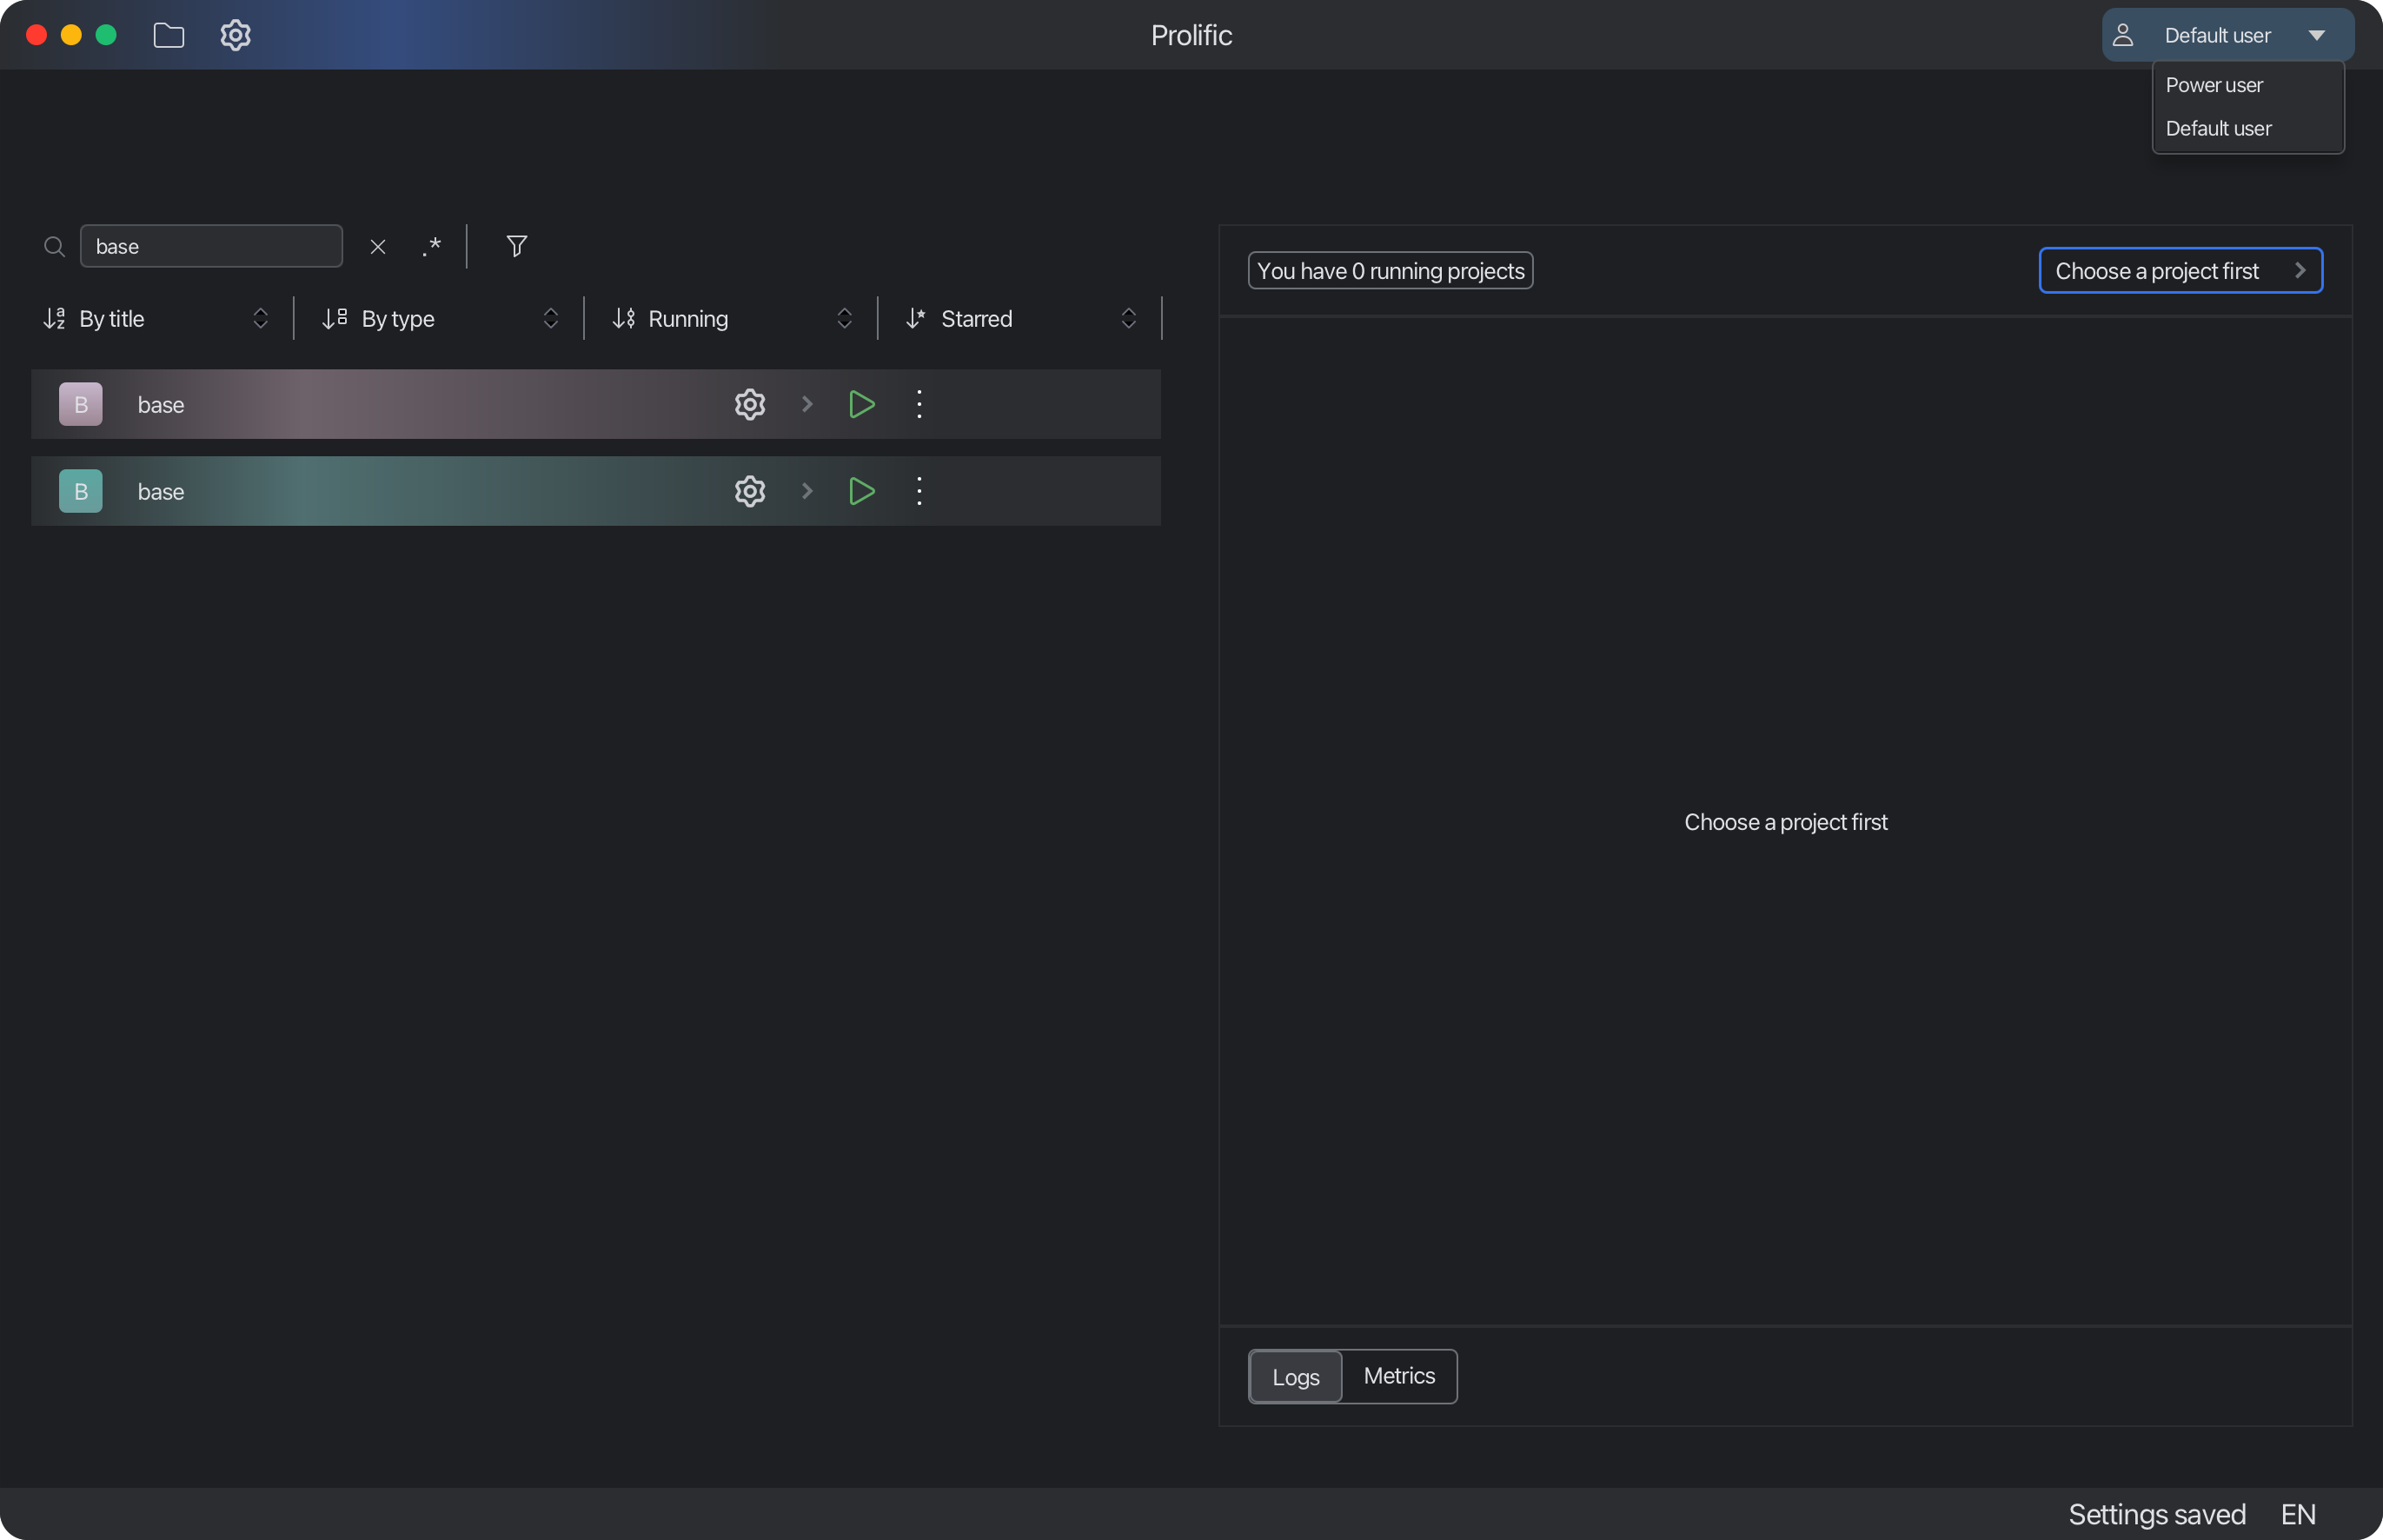 Prolific
Default user
Power user
Default user
base
.*
By title
By type
Running
Starred
B
base
B
base
You have 0 running projects
Choose a project first
Choose a project first
Logs
Metrics
Settings saved
EN